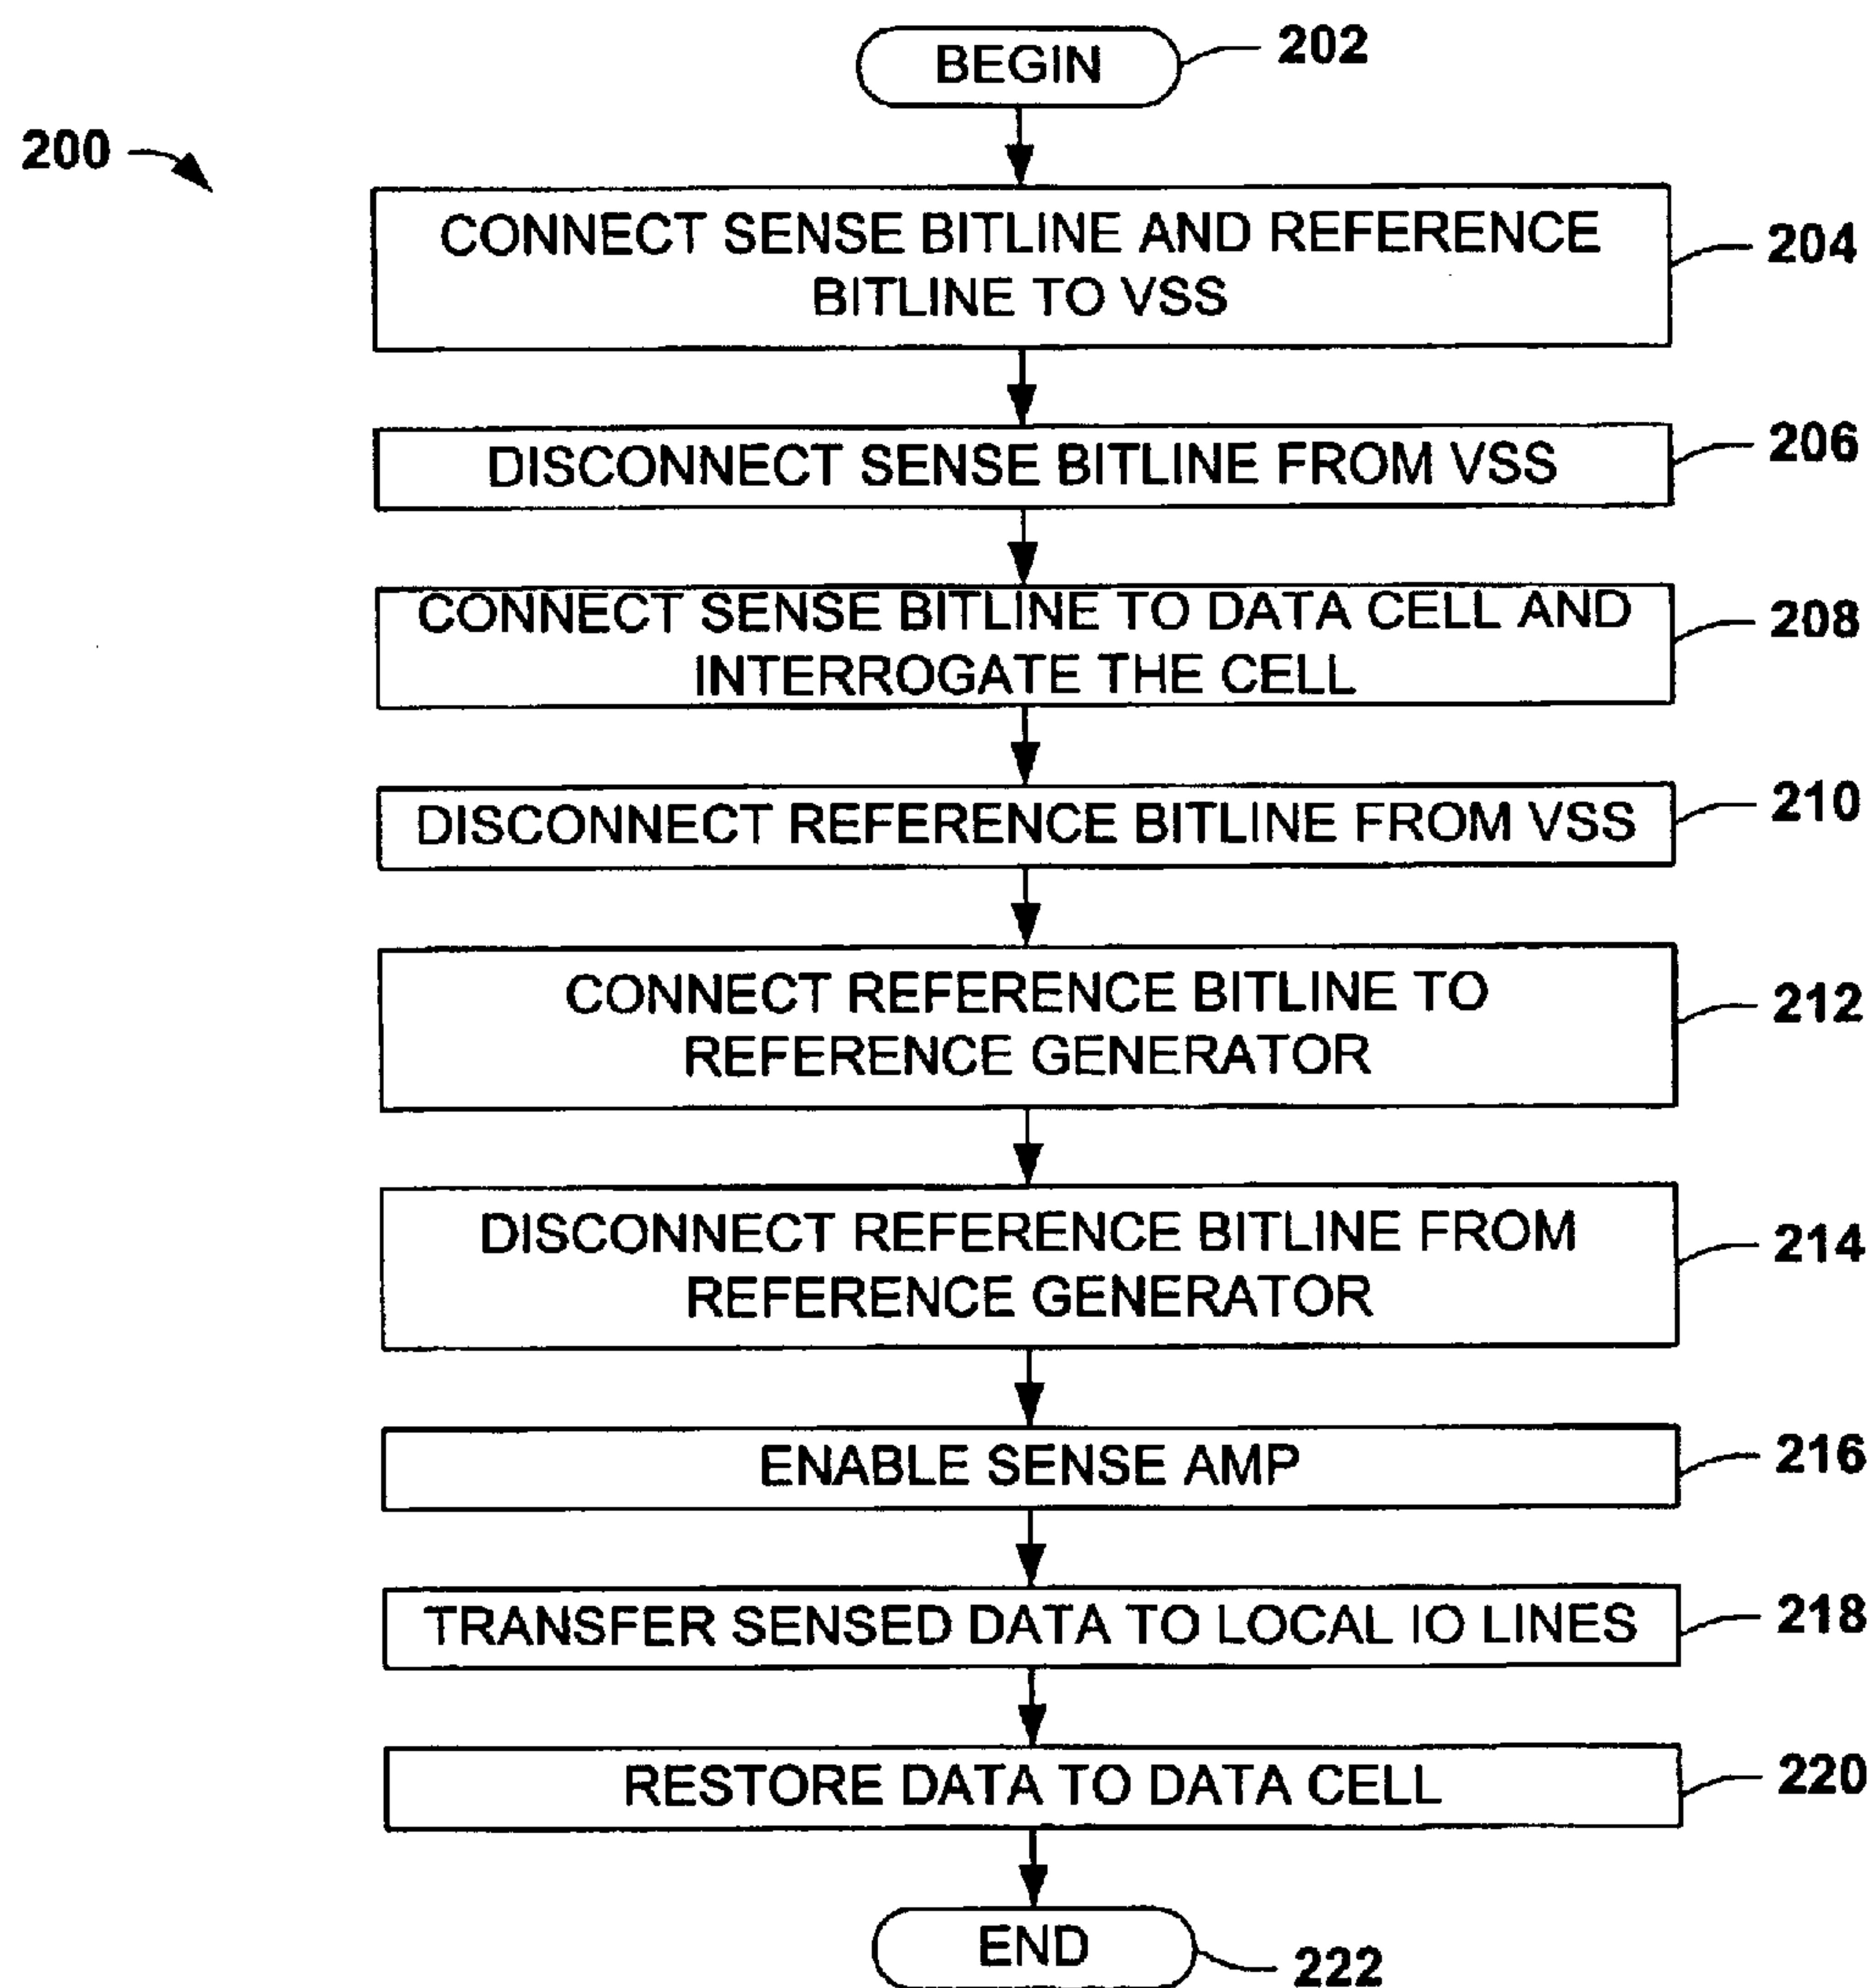 BEGIN
202
200
CONNECT SENSE BITLINE AND REFERENCE
BITLINE TO VSS
204
DISCONNECT SENSE BITLINE FROM VSS
206
CONNECT SENSE BITLINE TO DATA CELL AND
INTERROGATE THE CELL
208
DISCONNECT REFERENCE BITLINE FROM VSS
210
CONNECT REFERENCE BITLINE TO
REFERENCE GENERATOR
212
DISCONNECT REFERENCE BITLINE FROM
REFERENCE GENERATOR
214
ENABLE SENSE AMP
216
TRANSFER SENSED DATA TO LOCAL IO LINES
218
RESTORE DATA TO DATA CELL
220
END
222